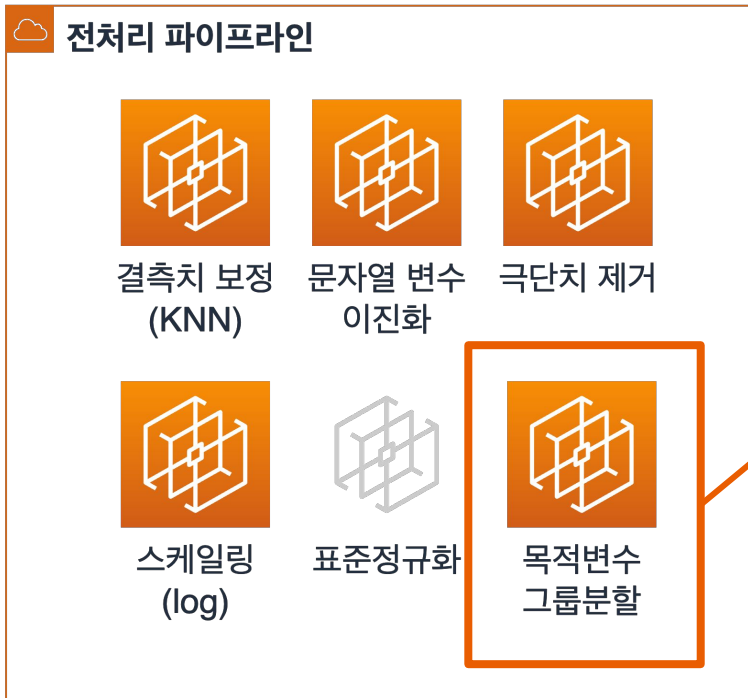 전처리 파이프라인
결측치 보정
(KNN)
문자열 변수
이진화
극단치 제거
스케일링
(log)
표준정규화
목적변수
그룹분할